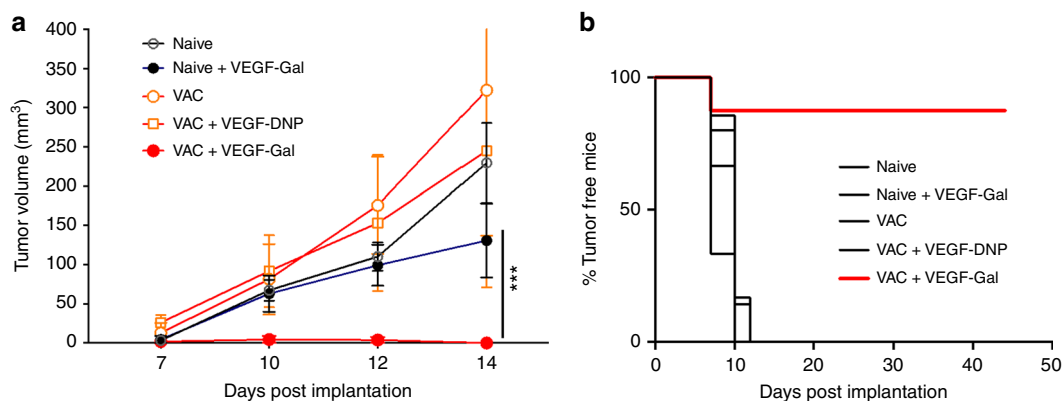 a
Tumor volume (mm³)
400
350
300
250
200
150
100
50
0
Naive
Naive + VEGF-Gal
VAC
VAC + VEGF-DNP
VAC + VEGF-Gal
***
7 10 12 14
Days post implantation
b
% Tumor free mice
100
50
0
Naive
Naive + VEGF-Gal
VAC
VAC + VEGF-DNP
VAC + VEGF-Gal
0 10 20 30 40 50
Days post implantation